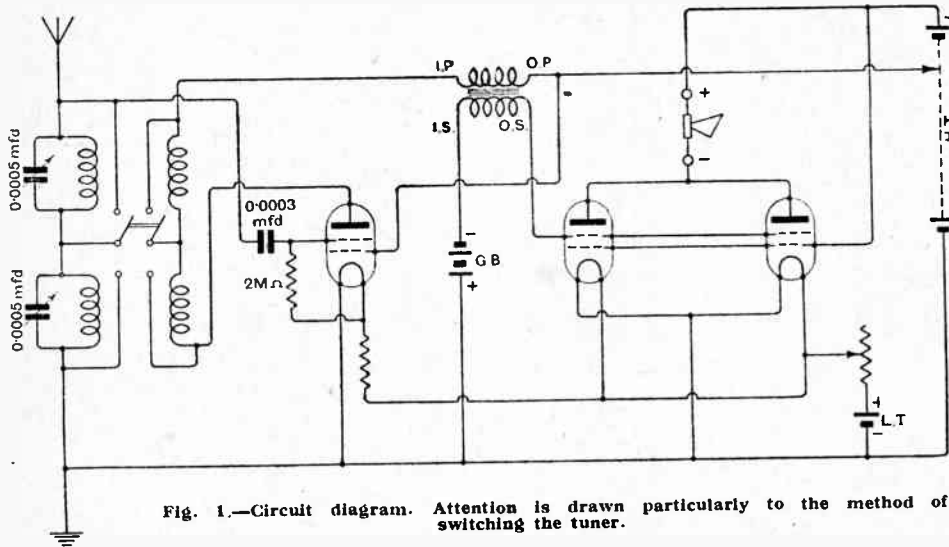 I.P.
O.P.
I.S.
O.S.
0.0005 mfd
0.0005 mfd
0·0003
mfd
2MΩ
-
G B
+
+
-
-
H T
+
L.T
-
Fig. 1.—Circuit diagram. Attention is drawn particularly to the method of
switching the tuner.